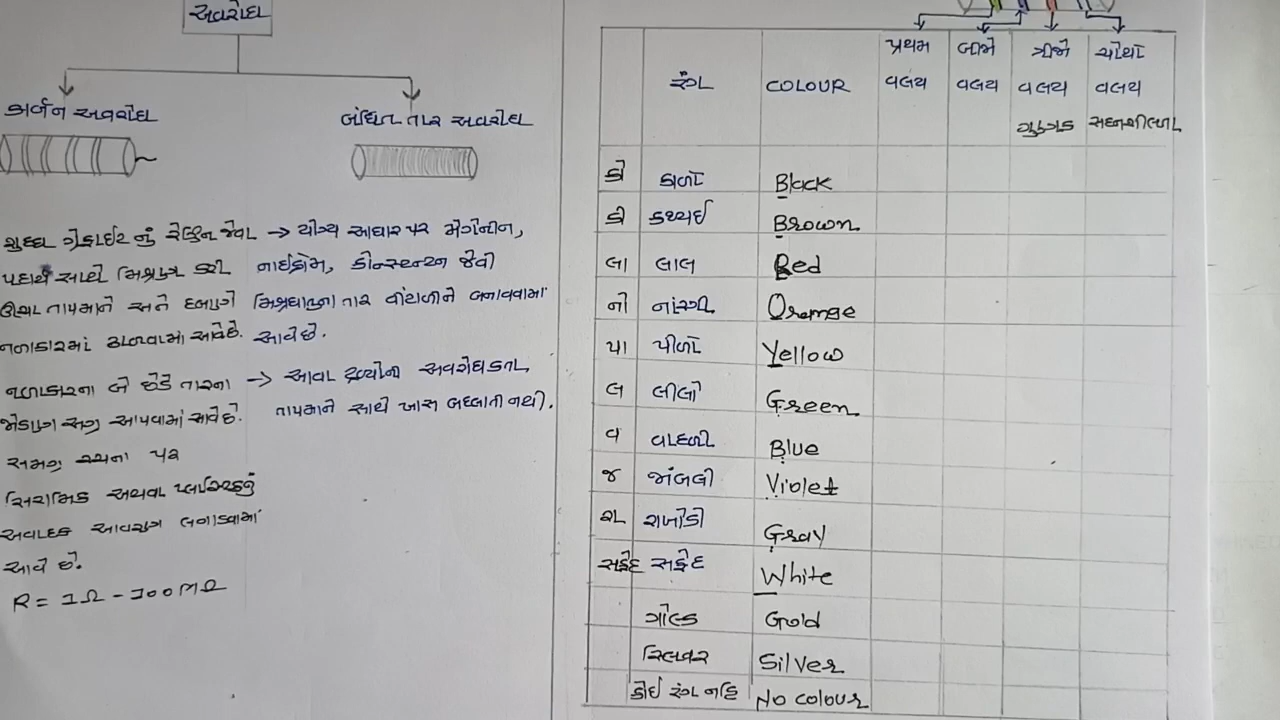 અવરોધ
કાર્બન અવરોધ
બંધિત તાર અવરોધ
શુદ્ધ ગ્રેફાઈટ નું રેઝીન જેવા
પદાર્થ સાથે મિશ્રણ કરી
ઊંચા તાપમાને અને દબાણે
નળાકારમાં ઢાળવામાં આવેછે.
નળાકારના બે છેડે તારના
જોડાણ અગ્ર આપવામાં આવેછે.
સમગ્ર રચના પર
સિરામિક અથવા પ્લાસ્ટિકનું
અવાહક આવરણ લગાડવામાં
આવે છે.
R = 1Ω - 100MΩ
→ યોગ્ય આધાર પર મેંગેનીન,
નાઈક્રોમ, કોન્સ્ટન્ટન જેવી
મિશ્રધાતુના તાર વીંટાળીને બનાવવામાં
આવેછે.
→ આવા દ્રવ્યોની અવરોધકતા
તાપમાને સાથે ખાસ બદલાતી નથી.
રંગ COLOUR પ્રથમ વલય બીજો વલય ત્રીજો વલય ગુણક ચોથો વલય સહનશીલતા
કા કાળો Black
ક કથ્થઈ Brown
લા લાલ Red
ના નારંગી Orange
પી પીળો Yellow
લ લીલો Green
વ વાદળી Blue
જ જાંબલી Violet
રા રાખોડી Gray
સફેદ સફેદ White
ગોલ્ડ Gold
સિલ્વર Silver
કોઈ રંગ નહિ No colour